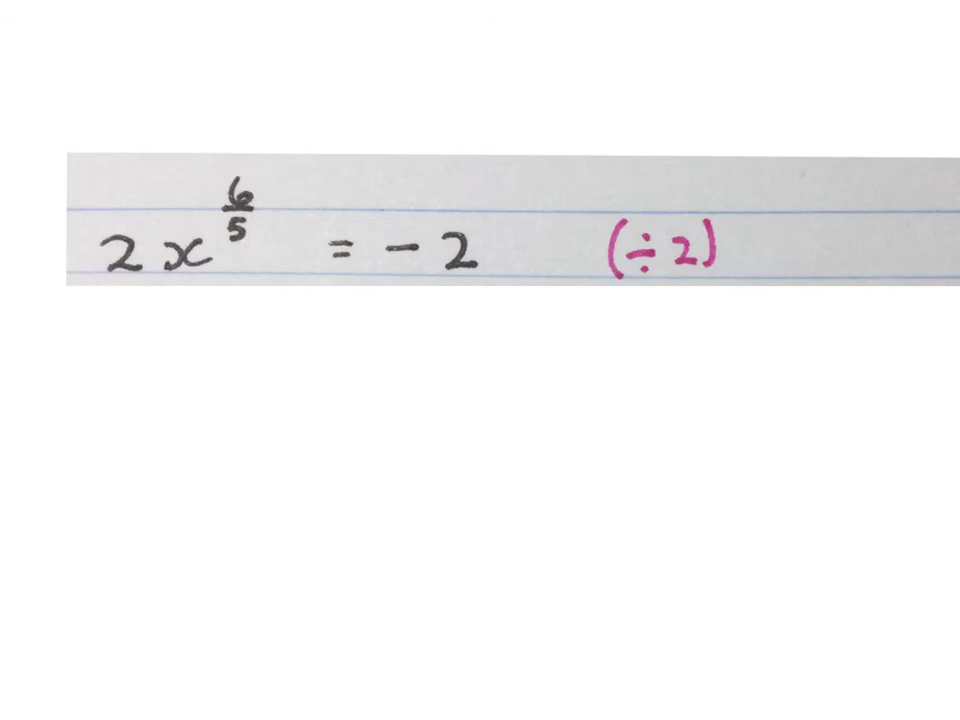 2x^(6/5) = -2 (÷2)